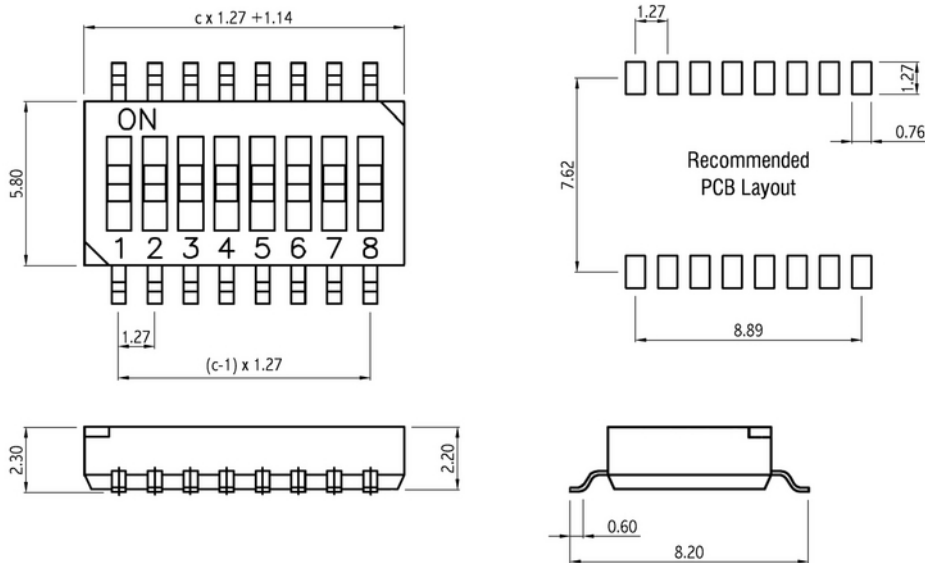 c x 1.27 +1.14
5.80
ON
1 2 3 4 5 6 7 8
1.27
(c-1) x 1.27
1.27
7.62
1.27
0.76
Recommended
PCB Layout
8.89
2.30
2.20
0.60
8.20